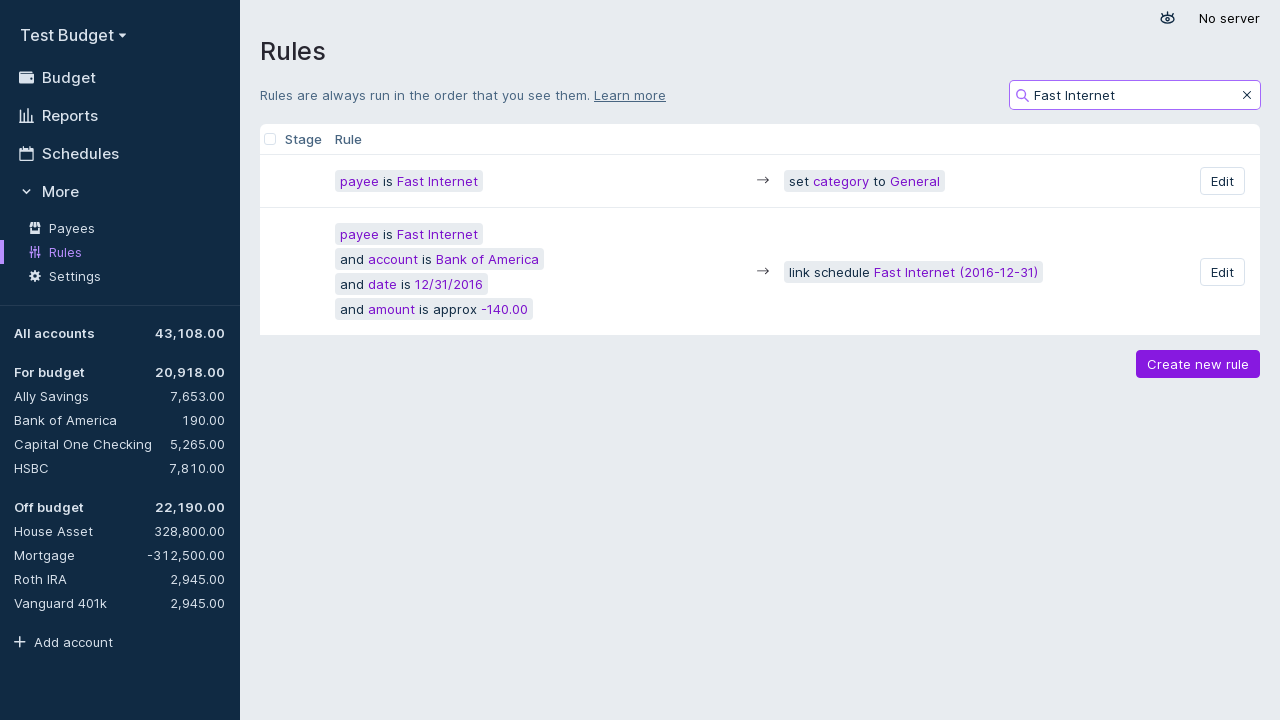 Test Budget
Budget
Reports
Schedules
More
Payees
Rules
Settings
All accounts 43,108.00
For budget 20,918.00
Ally Savings 7,653.00
Bank of America 190.00
Capital One Checking 5,265.00
HSBC 7,810.00
Off budget 22,190.00
House Asset 328,800.00
Mortgage -312,500.00
Roth IRA 2,945.00
Vanguard 401k 2,945.00
Add account
No server
Rules
Rules are always run in the order that you see them. Learn more
Fast Internet
Stage Rule
payee is Fast Internet → set category to General Edit
payee is Fast Internet
and account is Bank of America
and date is 12/31/2016
and amount is approx -140.00
→ link schedule Fast Internet (2016-12-31) Edit
Create new rule